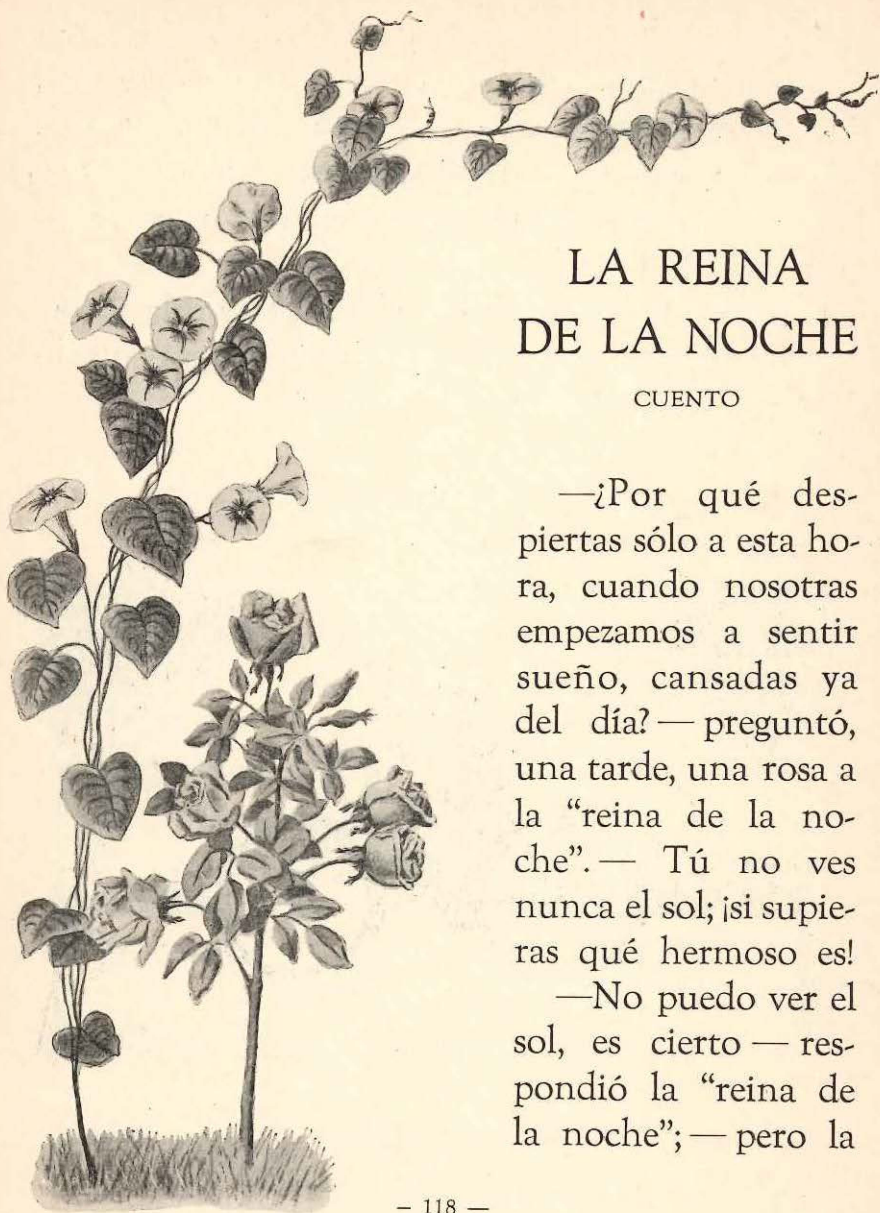 LA REINA
DE LA NOCHE
CUENTO
—¿Por qué des-
piertas sólo a esta ho-
ra, cuando nosotras
empezamos a sentir
sueño, cansadas ya
del día? — preguntó,
una tarde, una rosa a
la “reina de la no-
che”. — Tú no ves
nunca el sol; ¡si supie-
ras qué hermoso es!
—No puedo ver el
sol, es cierto — res-
pondió la “reina de
la noche”; — pero la
– 118 —